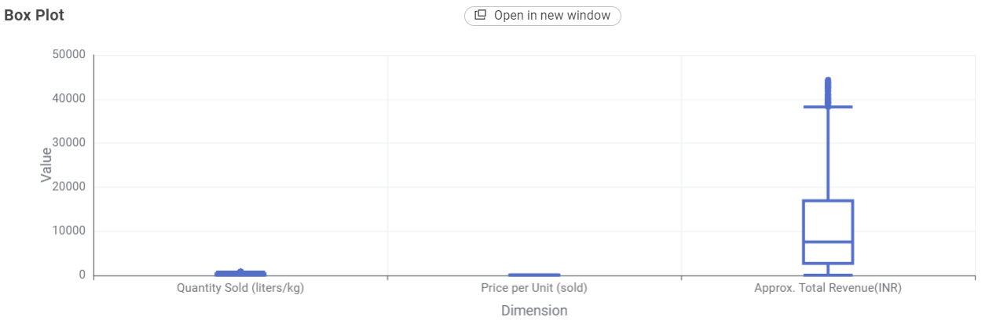 Box Plot
Open in new window
50000
40000
30000
20000
10000
0
Value
Quantity Sold (liters/kg)
Price per Unit (sold)
Approx. Total Revenue(INR)
Dimension